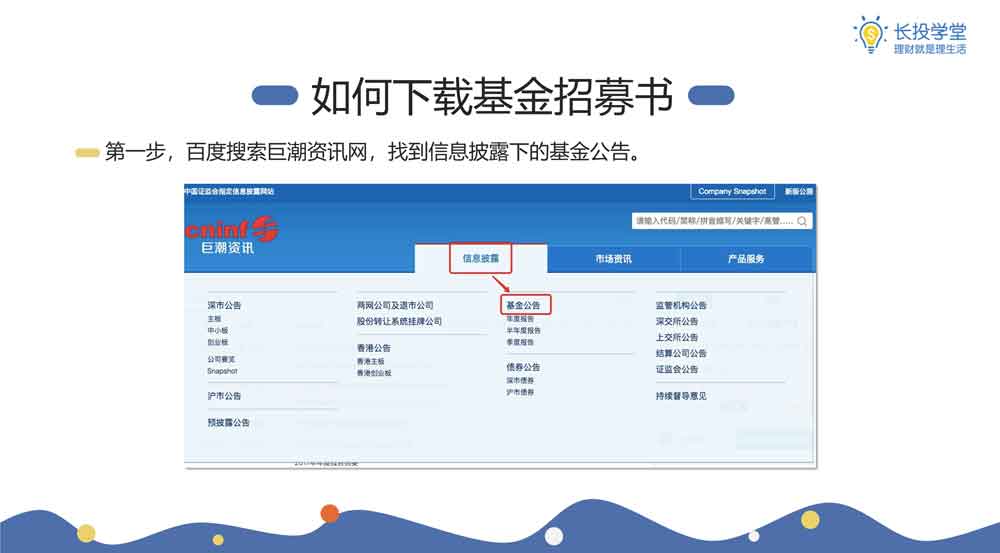 长投学堂
理财就是理生活
如何下载基金招募书
第一步，百度搜索巨潮资讯网，找到信息披露下的基金公告。
中国证监会指定信息披露网站
Company Snapshot
新版公测
cninf
巨潮资讯
请输入代码/简称/拼音缩写/关键字/高管.....
信息披露
市场资讯
产品服务
深市公告
主板
中小板
创业板
公司要览
Snapshot
沪市公告
预披露公告
两网公司及退市公司
股份转让系统挂牌公司
香港公告
香港主板
香港创业板
基金公告
年度报告
半年度报告
季度报告
债券公告
深市债券
沪市债券
监管机构公告
深交所公告
上交所公告
结算公司公告
证监会公告
持续督导意见